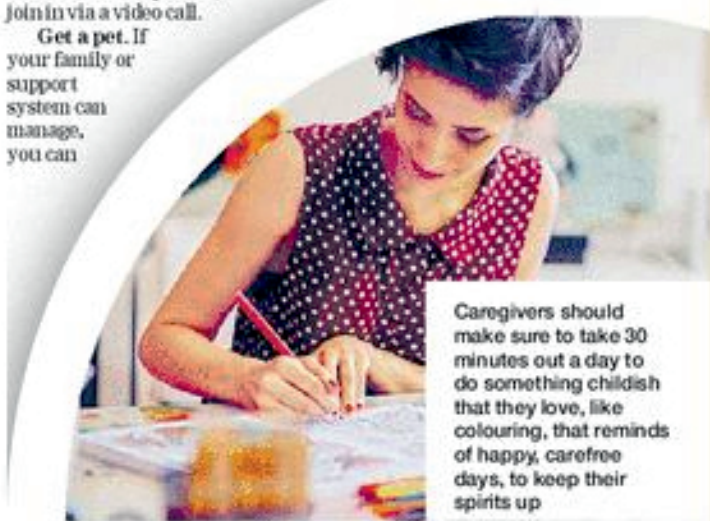 join in via a video call.
Get a pet. If
your family or
support
system can
manage,
you can
Caregivers should
make sure to take 30
minutes out a day to
do something childish
that they love, like
colouring, that reminds
of happy, carefree
days, to keep their
spirits up